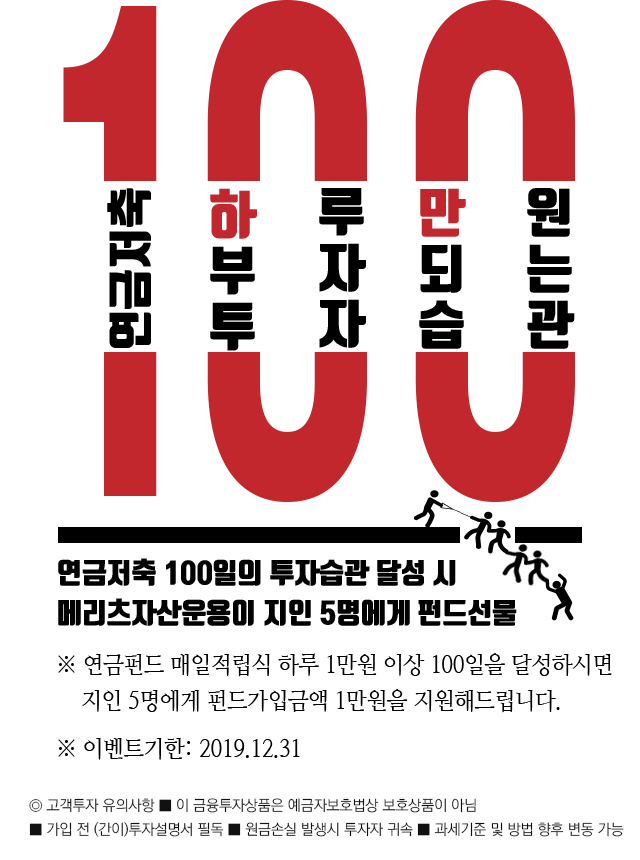 100
연금저축
하루만원
부자되는
투자습관
연금저축 100일의 투자습관 달성 시
메리츠자산운용이 지인 5명에게 펀드선물
※ 연금펀드 매일적립식 하루 1만원 이상 100일을 달성하시면
지인 5명에게 펀드가입금액 1만원을 지원해드립니다.
※ 이벤트기한: 2019.12.31
◎ 고객투자 유의사항 ■ 이 금융투자상품은 예금자보호법상 보호상품이 아님
■ 가입 전 (간이)투자설명서 필독 ■ 원금손실 발생시 투자자 귀속 ■ 과세기준 및 방법 향후 변동 가능